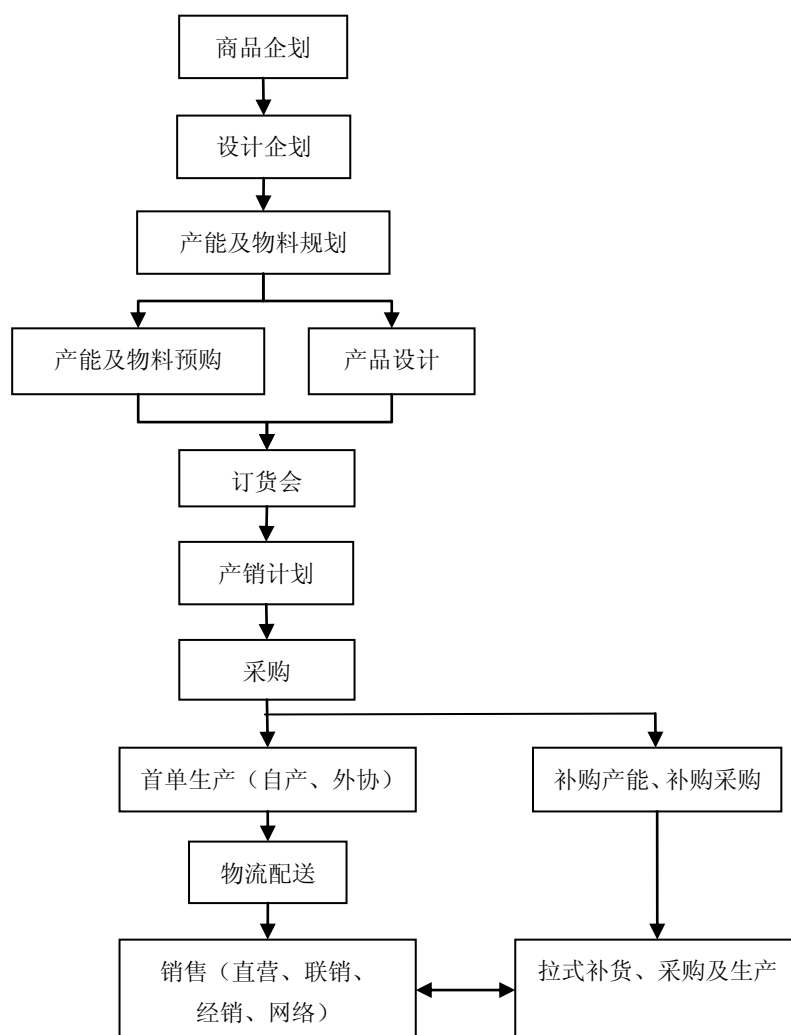 商品企划
设计企划
产能及物料规划
产能及物料预购
产品设计
订货会
产销计划
采购
首单生产（自产、外协）
补购产能、补购采购
物流配送
销售（直营、联销、
经销、网络）
拉式补货、采购及生产